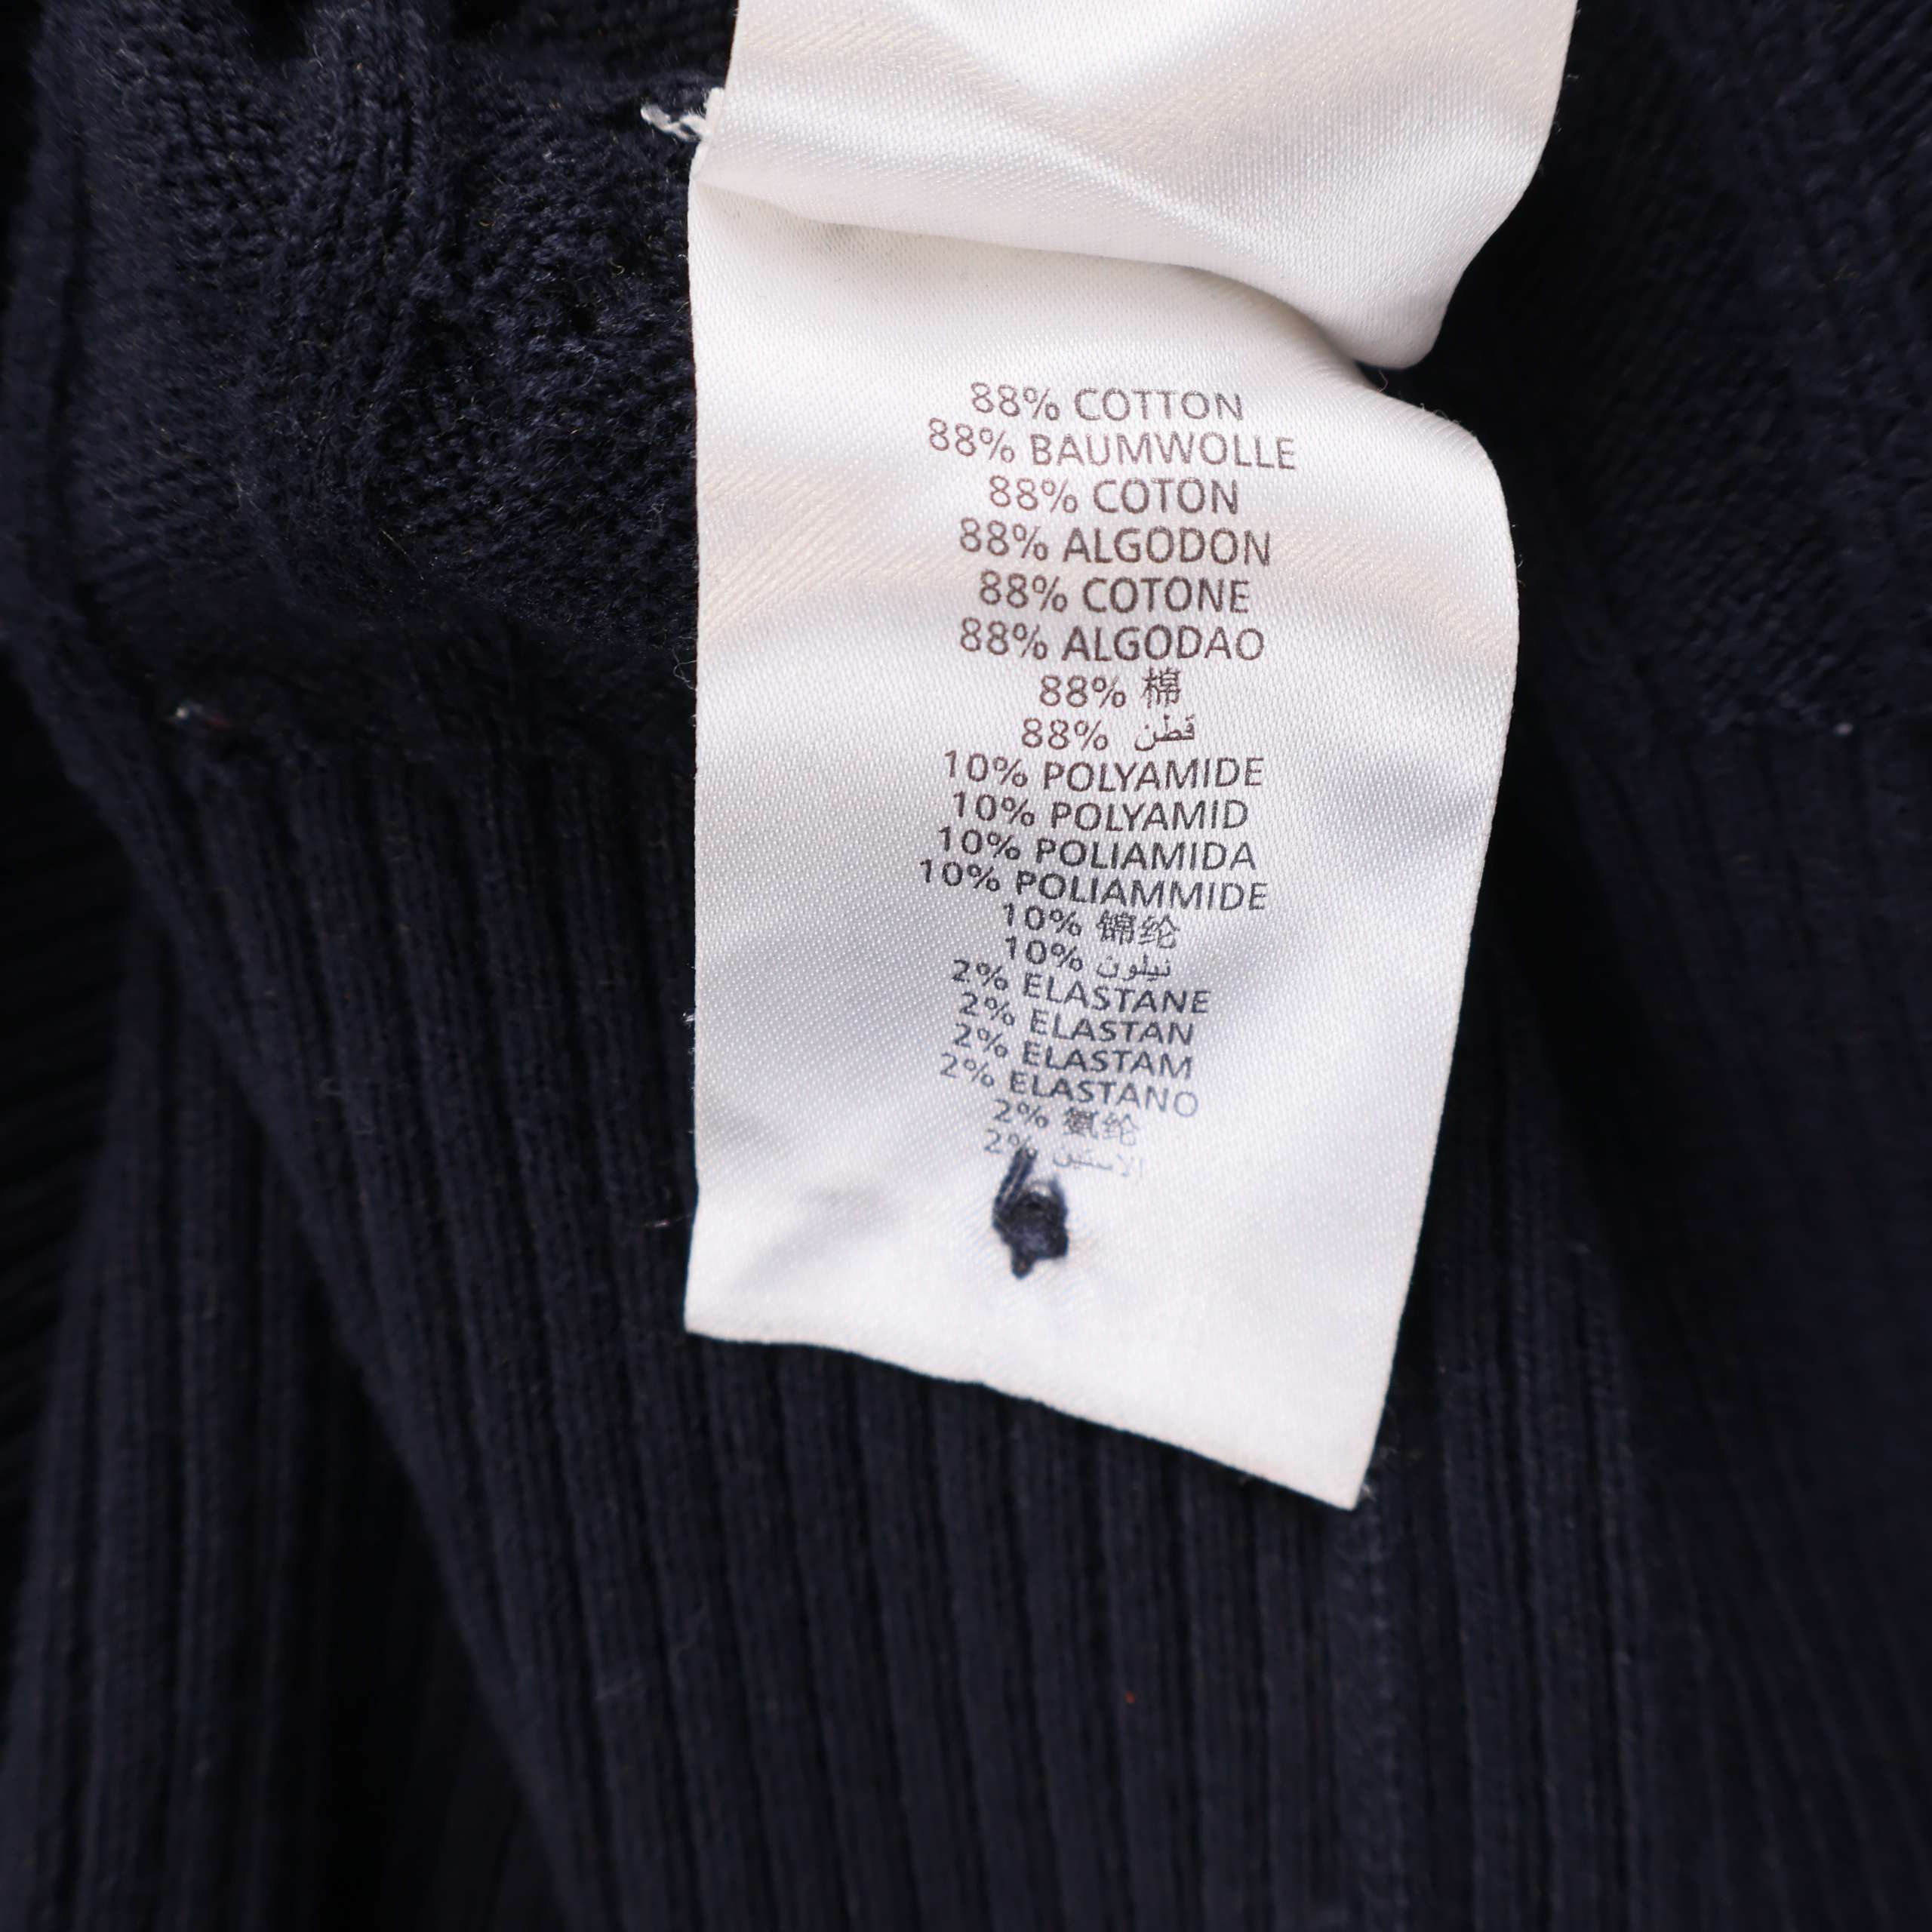 88% COTTON
88% BAUMWOLLE
88% COTON
88% ALGODON
88% COTONE
88% ALGODAO
88% 棉
88% قطن
10% POLYAMIDE
10% POLYAMID
10% POLIAMIDA
10% POLIAMMIDE
10% 锦纶
10% نيلون
2% ELASTANE
2% ELASTAN
2% ELASTAM
2% ELASTANO
2% 氨纶
2%